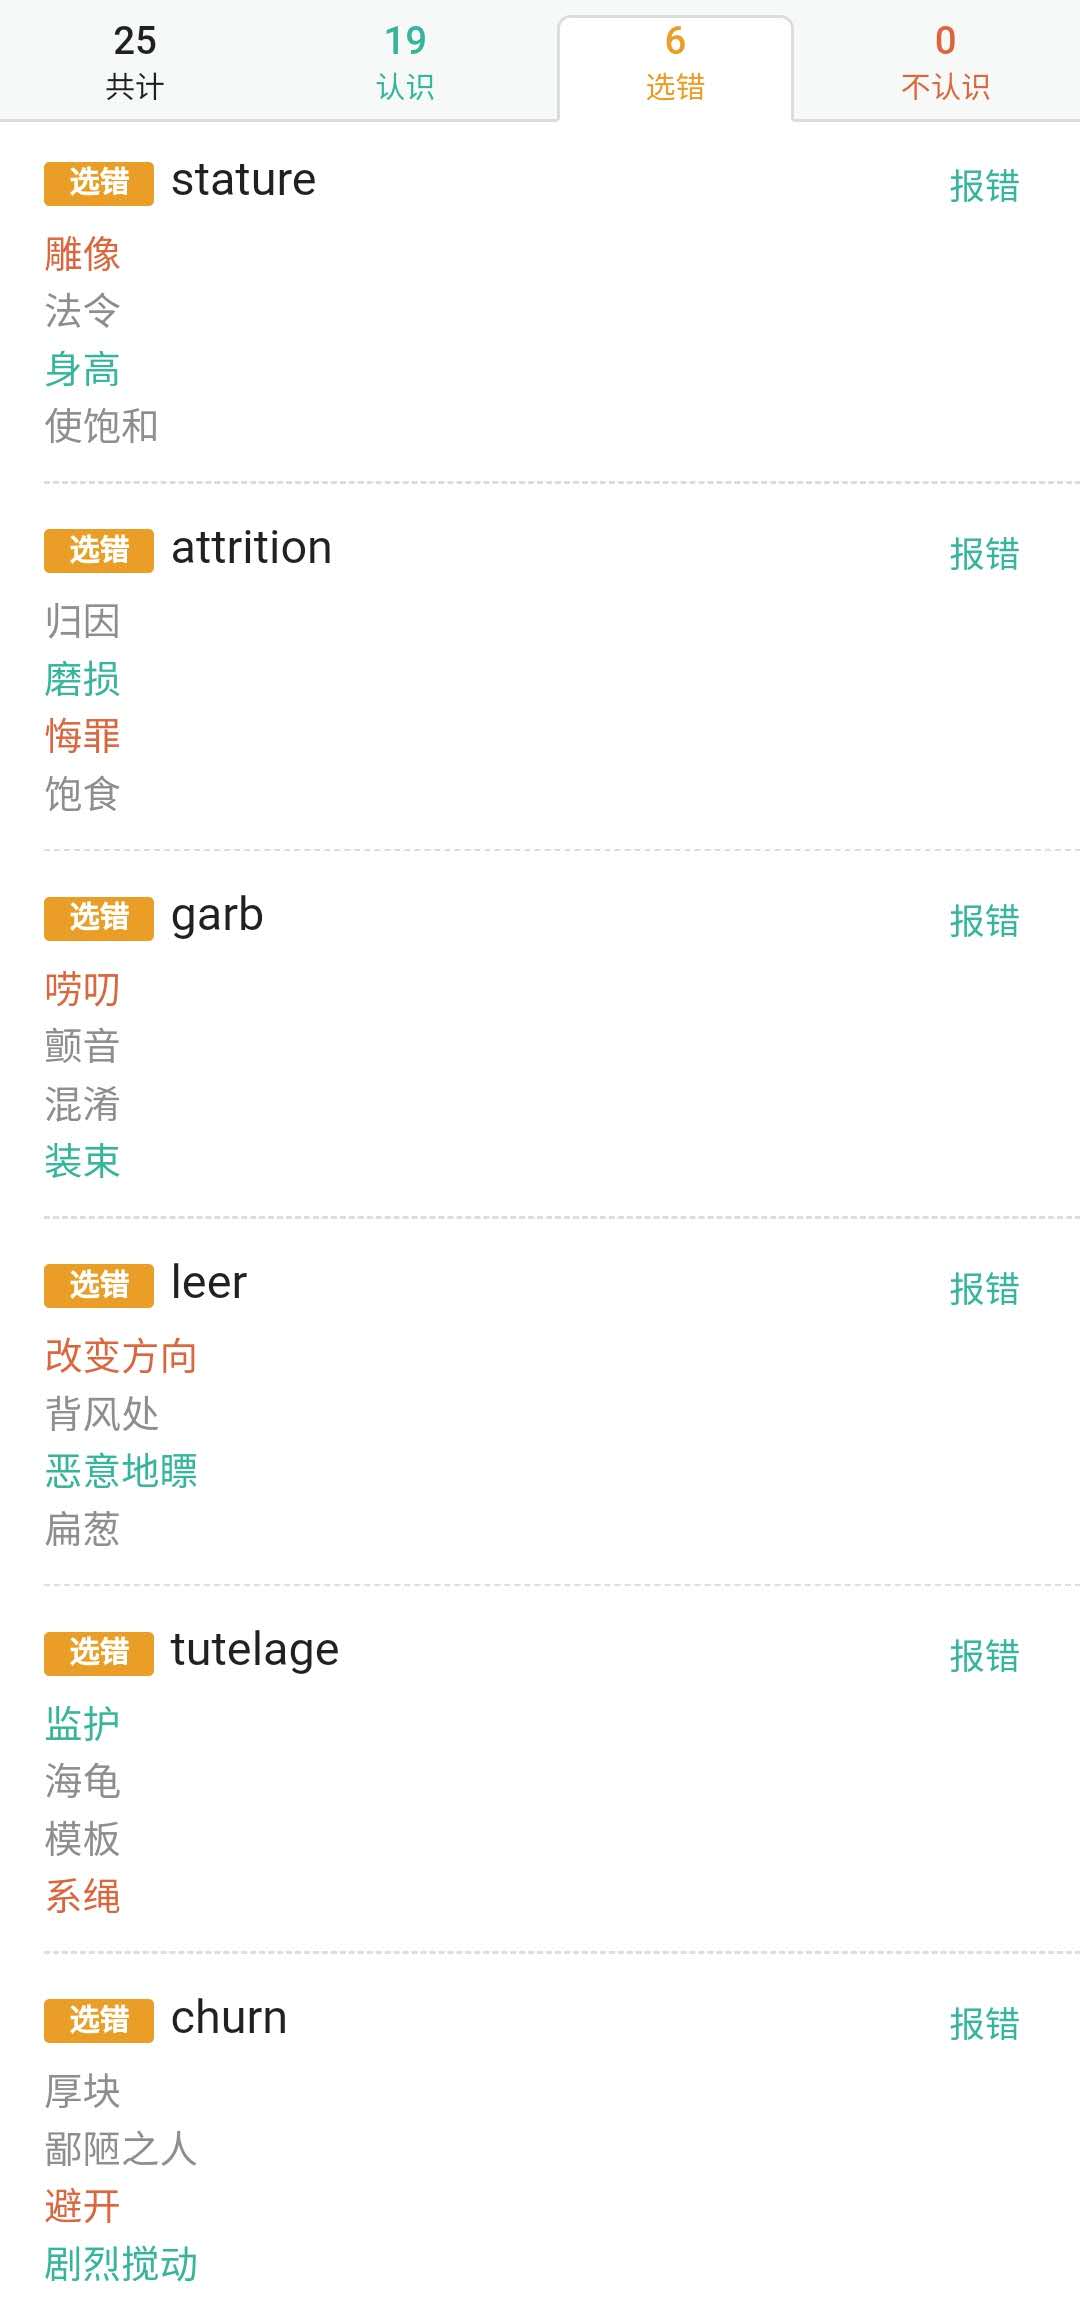 25 19 6 0
共计 认识 选错 不认识
选错 stature 报错
雕像
法令
身高
使饱和
选错 attrition 报错
归因
磨损
悔罪
饱食
选错 garb 报错
唠叨
颤音
混淆
装束
选错 leer 报错
改变方向
背风处
恶意地瞟
扁葱
选错 tutelage 报错
监护
海龟
模板
系绳
选错 churn 报错
厚块
鄙陋之人
避开
剧烈搅动